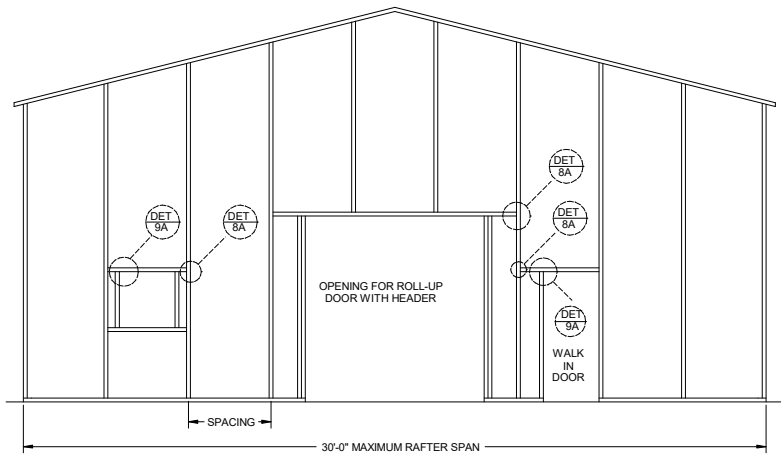 DET
8A
DET
9A
DET
8A
DET
8A
OPENING FOR ROLL-UP
DOOR WITH HEADER
DET
9A
WALK
IN
DOOR
SPACING
30'-0" MAXIMUM RAFTER SPAN